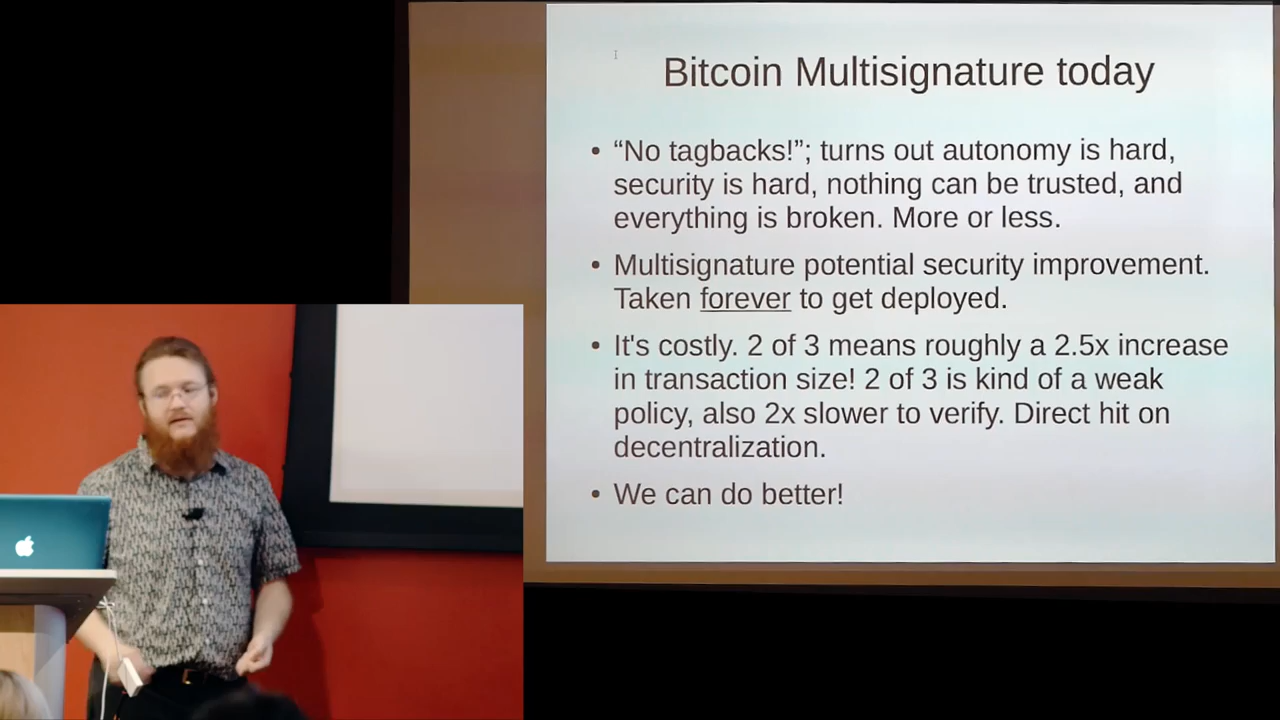 Bitcoin Multisignature today
• “No tagbacks!”; turns out autonomy is hard,
security is hard, nothing can be trusted, and
everything is broken. More or less.
• Multisignature potential security improvement.
Taken forever to get deployed.
• It's costly. 2 of 3 means roughly a 2.5x increase
in transaction size! 2 of 3 is kind of a weak
policy, also 2x slower to verify. Direct hit on
decentralization.
• We can do better!